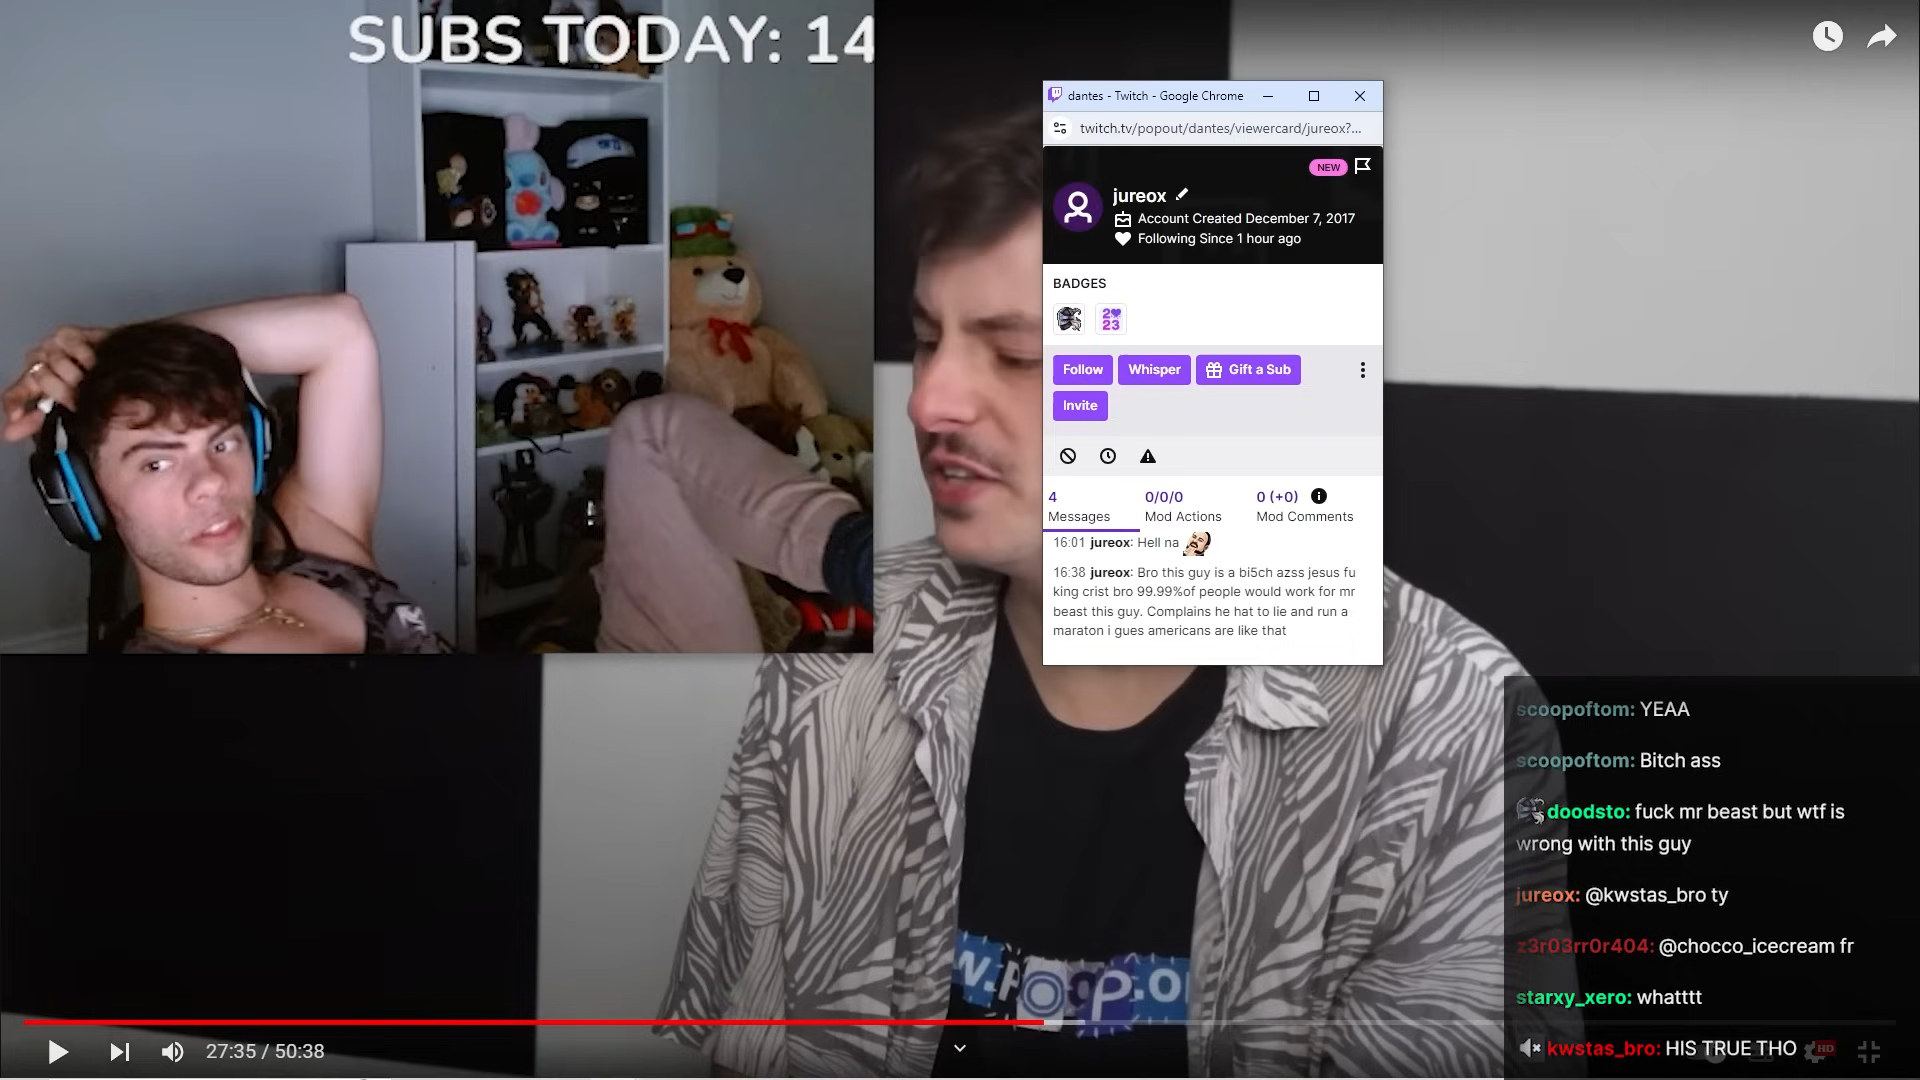 SUBS TODAY: 14
dantes - Twitch - Google Chrome
twitch.tv/popout/dantes/viewercard/jureox?...
NEW
jureox
Account Created December 7, 2017
Following Since 1 hour ago
BADGES
2 23
Follow
Whisper
Gift a Sub
Invite
4
Messages
0/0/0
Mod Actions
0 (+0)
Mod Comments
16:01 jureox: Hell na
16:38 jureox: Bro this guy is a bi5ch azss jesus fu
king crist bro 99.99%of people would work for mr
beast this guy. Complains he hat to lie and run a
maraton i gues americans are like that
scoopoftom: YEAA
scoopoftom: Bitch ass
doodsto: fuck mr beast but wtf is
wrong with this guy
jureox: @kwstas_bro ty
z3r03rr0r404: @chocco_icecream fr
starxy_xero: whatttt
kwstas_bro: HIS TRUE THO
HD
27:35 / 50:38